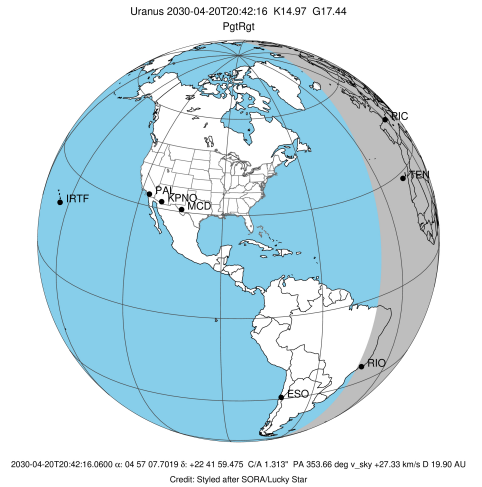 Uranus 2030-04-20T20:42:16 K14.97 G17.44
PgtRgt
RIC
TEN
PAL
KPNO
IRTF
MCD
RIO
ESO
2030-04-20T20:42:16.0600 α: 04 57 07.7019 δ: +22 41 59.475 C/A 1.313" PA 353.66 deg v_sky +27.33 km/s D 19.90 AU
Credit: Styled after SORA/Lucky Star